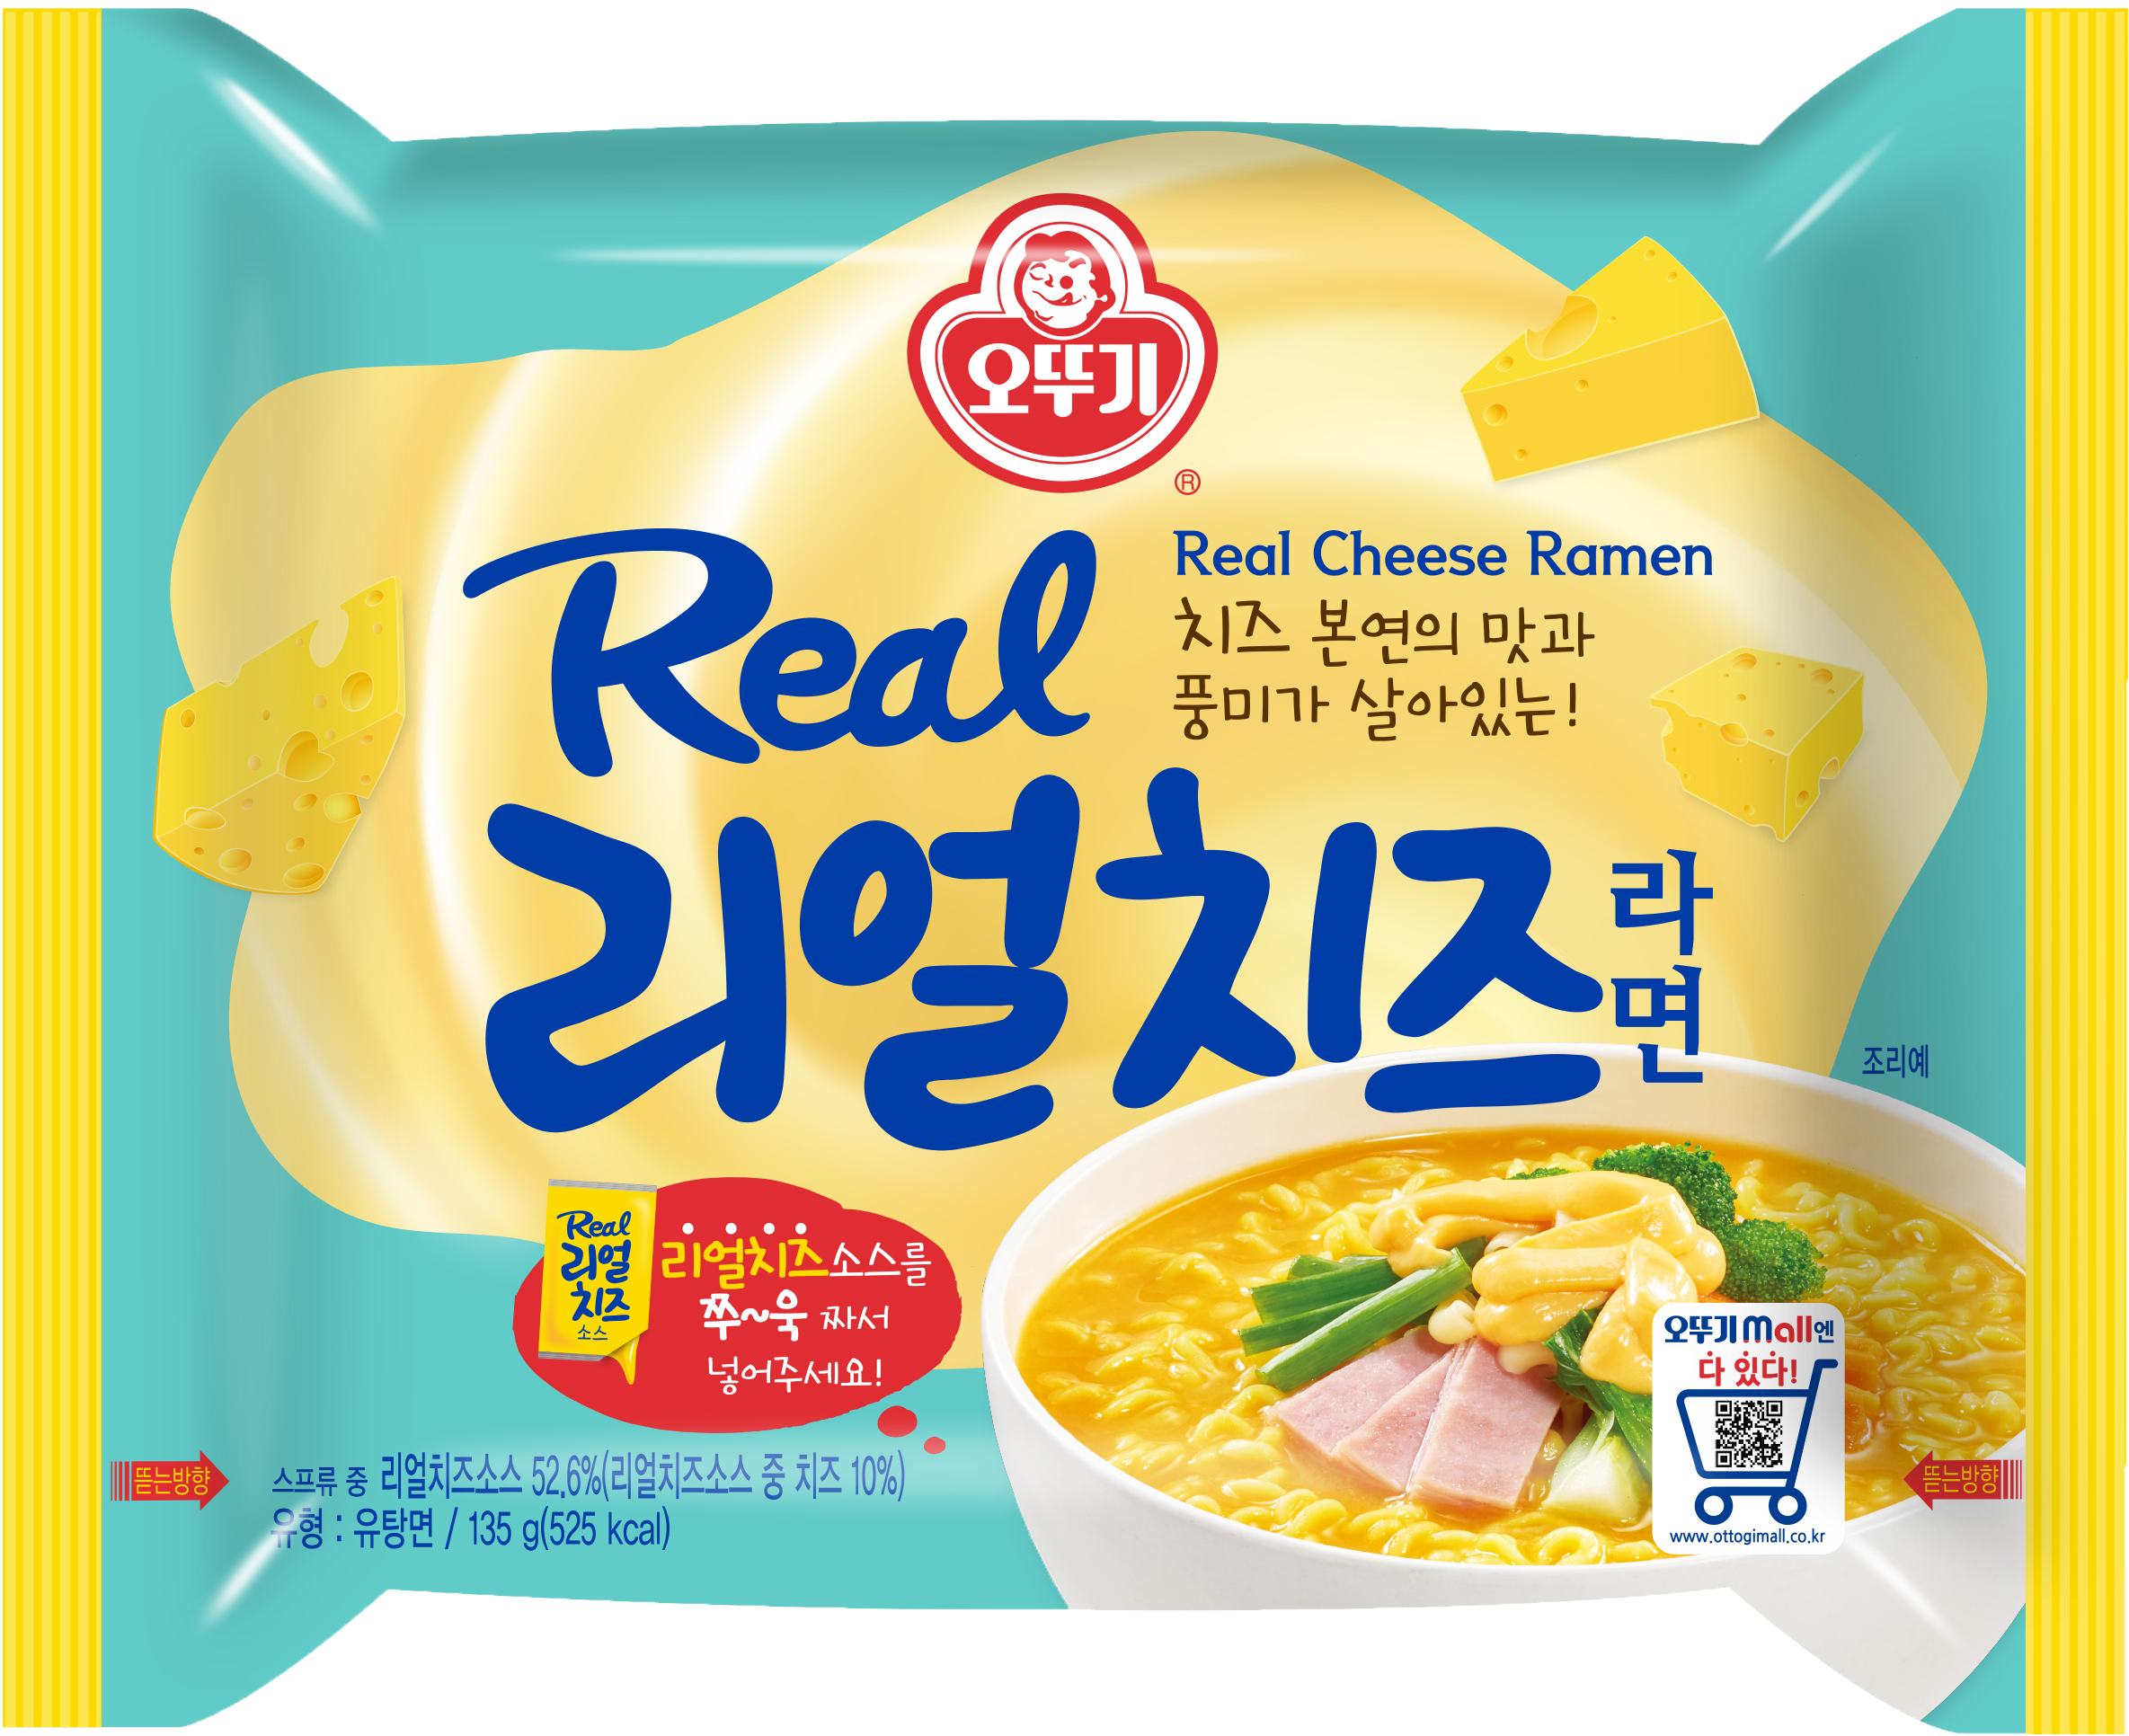 오뚜기
®
Real
Real Cheese Ramen
치즈 본연의 맛과
풍미가 살아있는!
리얼치즈
라면
조리예
Real
리얼
치즈
소스
리얼치즈소스를
쭈~욱 짜서
넣어주세요!
오뚜기mall엔
다 있다!
www.ottogimall.co.kr
뜯는방향
뜯는방향
스프류 중 리얼치즈소스 52.6%(리얼치즈소스 중 치즈 10%)
유형 : 유탕면 / 135 g(525 kcal)